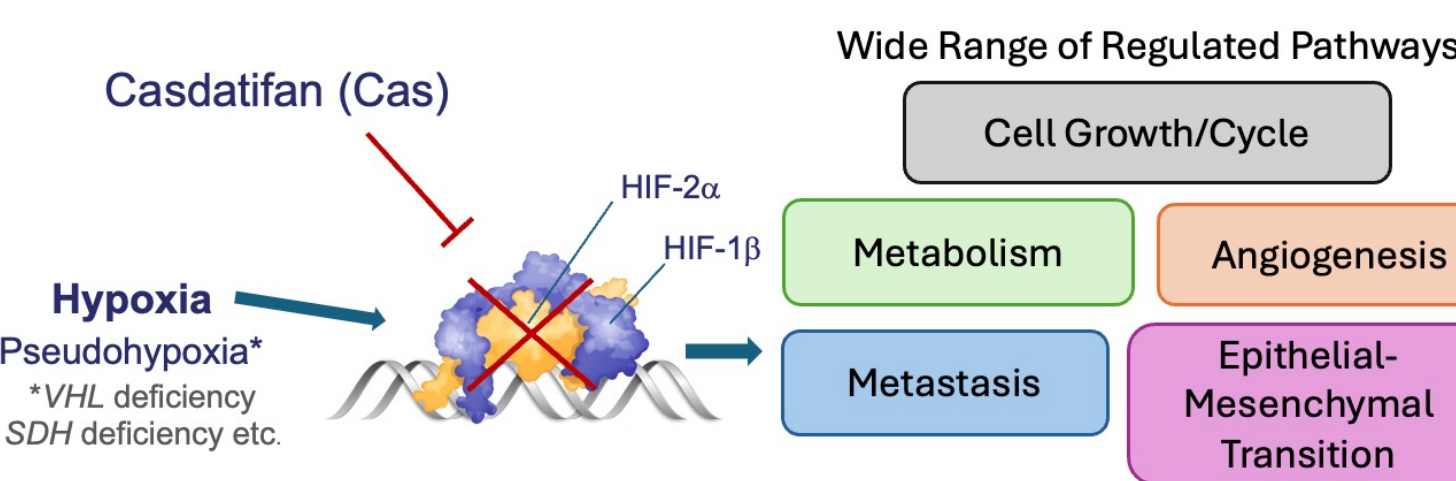 Wide Range of Regulated Pathways
Casdatifan (Cas)
Cell Growth/Cycle
HIF-2α
HIF-1β
Metabolism
Angiogenesis
Hypoxia
Pseudohypoxia*
*VHL deficiency
SDH deficiency etc.
Metastasis
Epithelial-
Mesenchymal
Transition